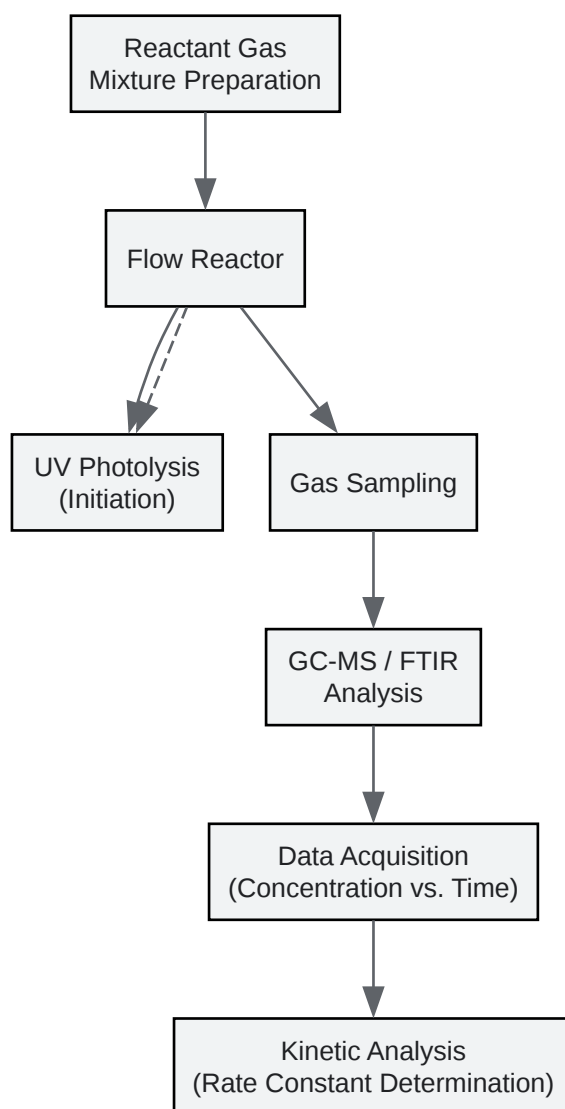 Reactant Gas
Mixture Preparation
Flow Reactor
UV Photolysis
(Initiation)
Gas Sampling
GC-MS / FTIR
Analysis
Data Acquisition
(Concentration vs. Time)
Kinetic Analysis
(Rate Constant Determination)